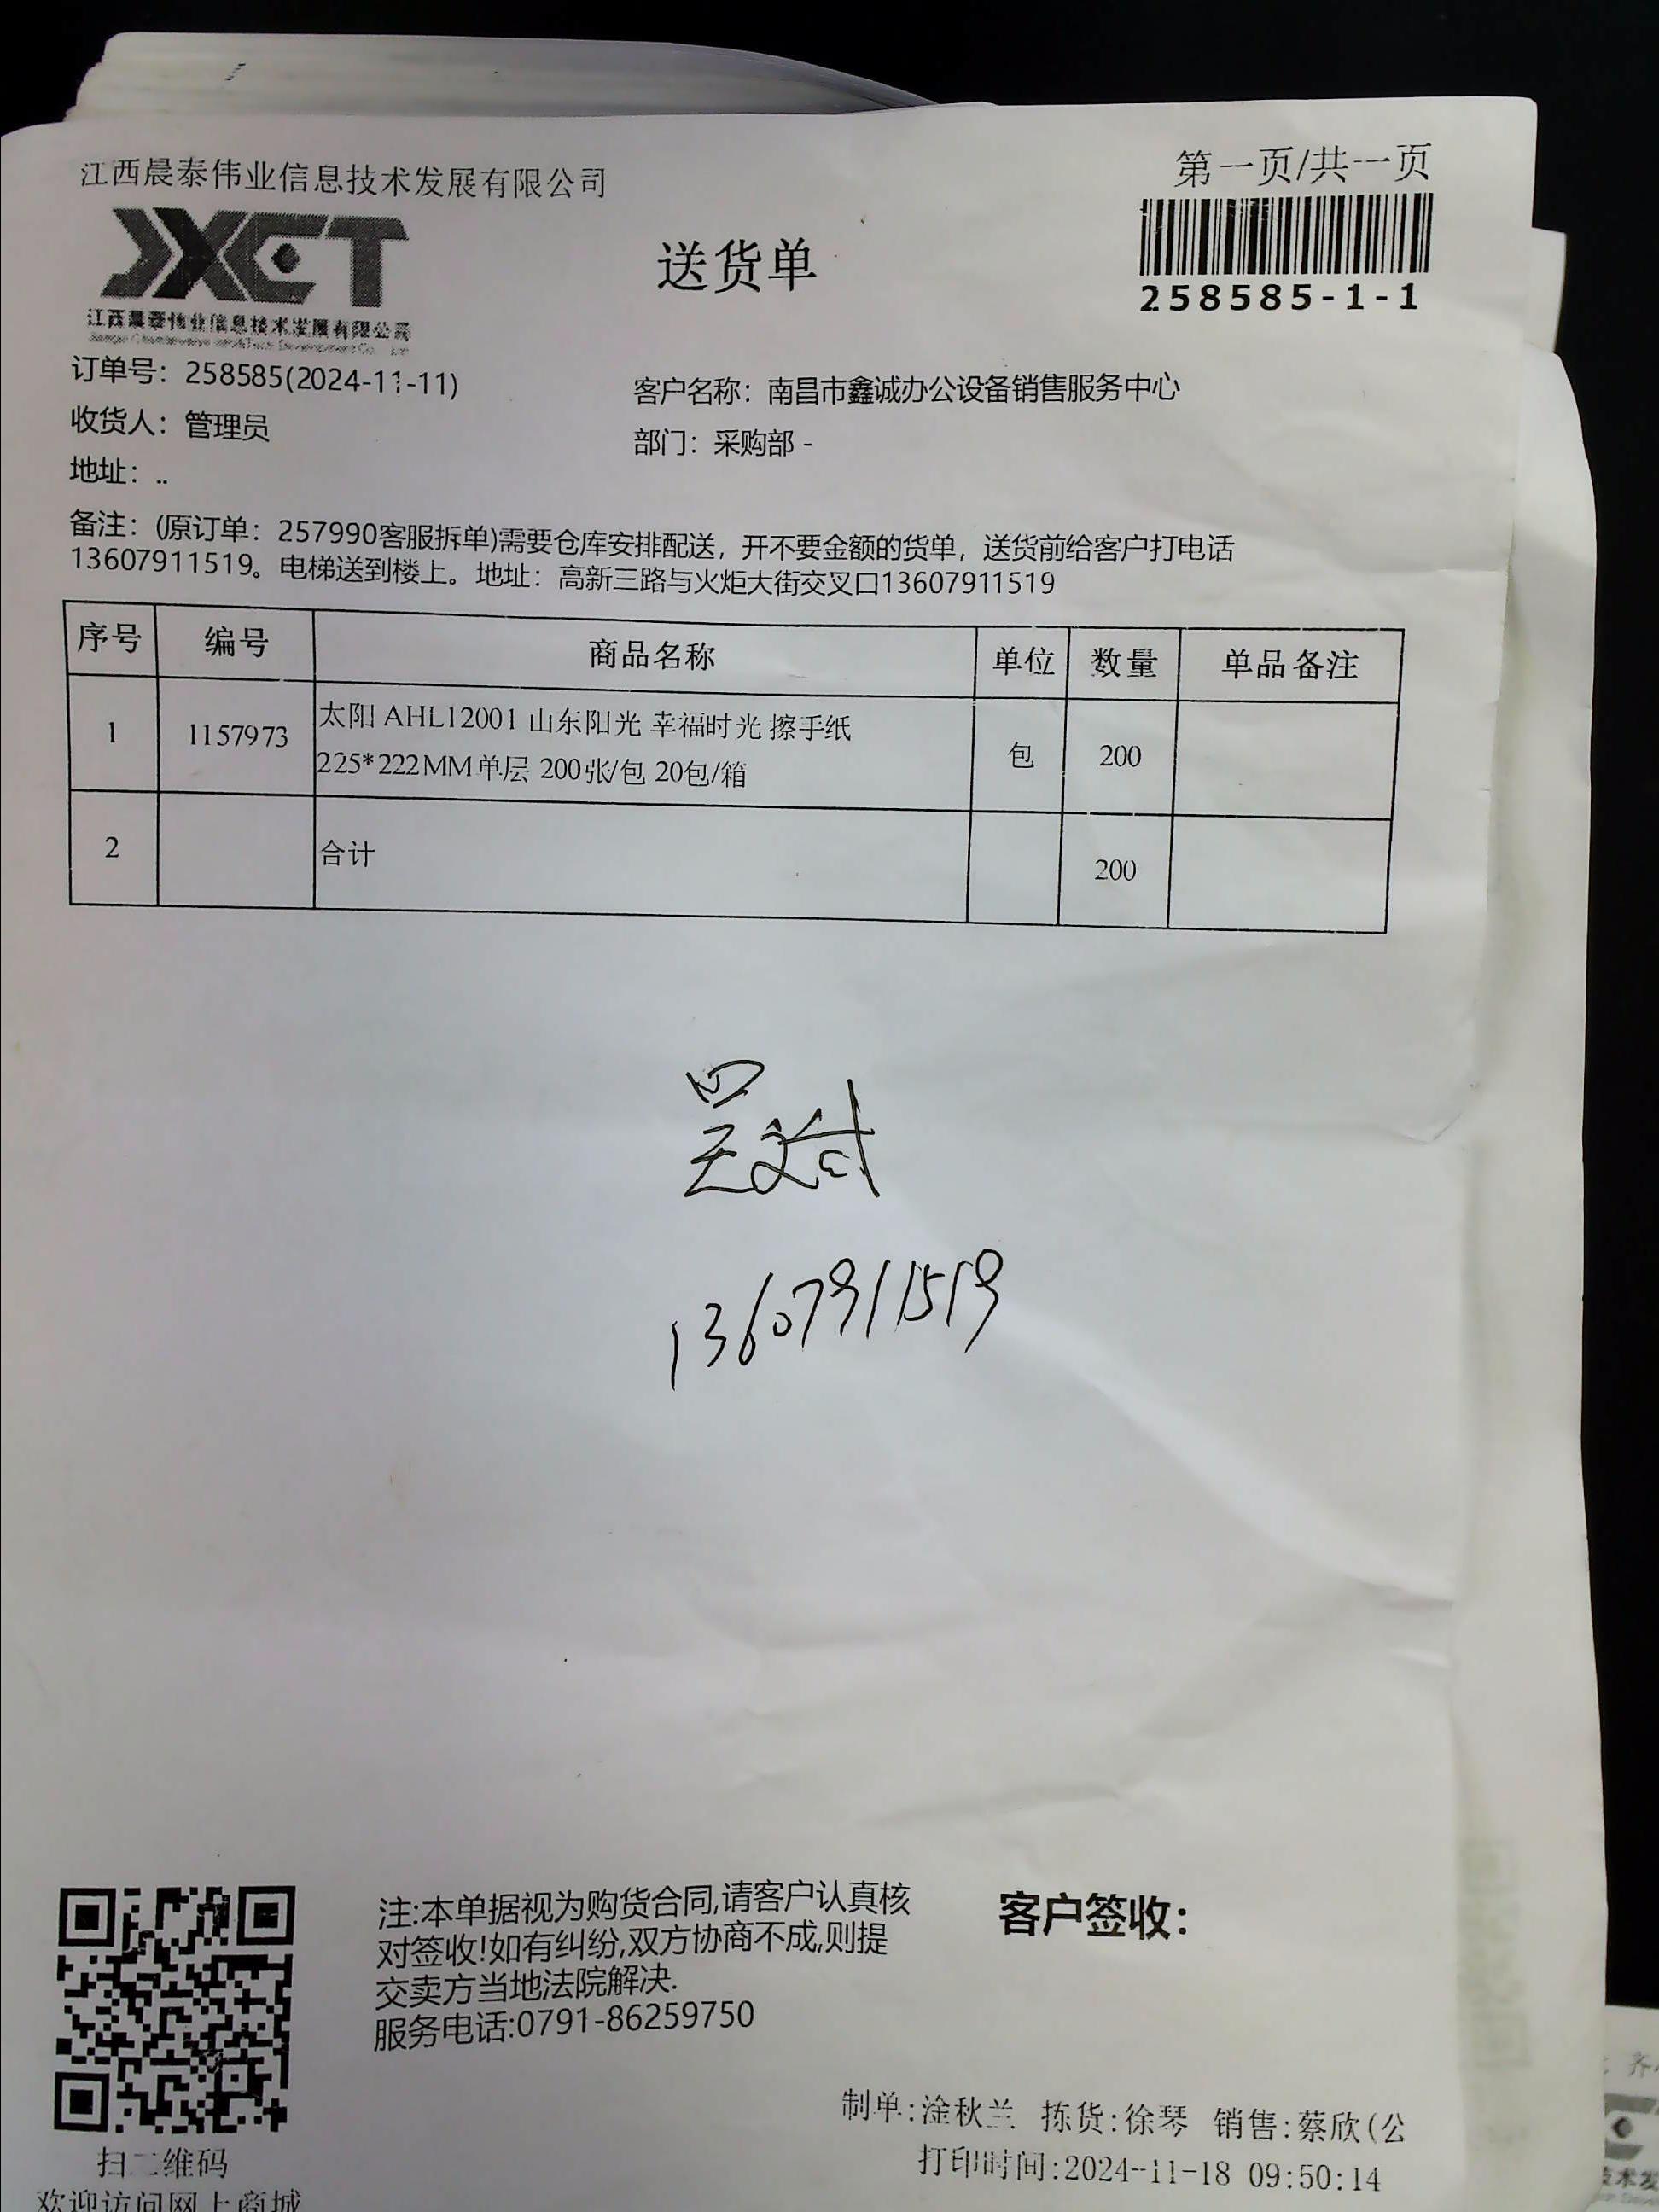 江西晨泰伟业信息技术发展有限公司
第一页/共一页
JXCT
送货单
258585-1-1
江西晨泰伟业信息技术发展有限公司
订单号：258585(2024-11-11)
客户名称：南昌市鑫诚办公设备销售服务中心
收货人：管理员
部门：采购部 -
地址：..
备注：(原订单：257990客服拆单)需要仓库安排配送，开不要金额的货单，送货前给客户打电话
13607911519。电梯送到楼上。地址：高新三路与火炬大街交叉口13607911519
序号 编号 商品名称 单位 数量 单品备注
1 1157973 太阳 AHL12001 山东阳光 幸福时光 擦手纸
225*222MM单层 200张/包 20包/箱 包 200
2 合计 200
13607911519
注:本单据视为购货合同,请客户认真核
对签收!如有纠纷,双方协商不成,则提
交卖方当地法院解决.
服务电话:0791-86259750
客户签收：
制单:淦秋兰 拣货:徐琴 销售:蔡欣(公
打印时间:2024-11-18 09:50:14
扫二维码
欢迎访问网上商城